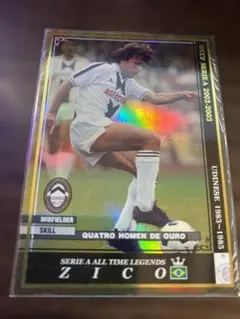 WCCF SERIE A 2002-2003
UDINESE 1983~1985
MIDFIELDER
SKILL
QUATRO HOMEN DE OURO
SERIE A ALL TIME LEGENDS
ZICO